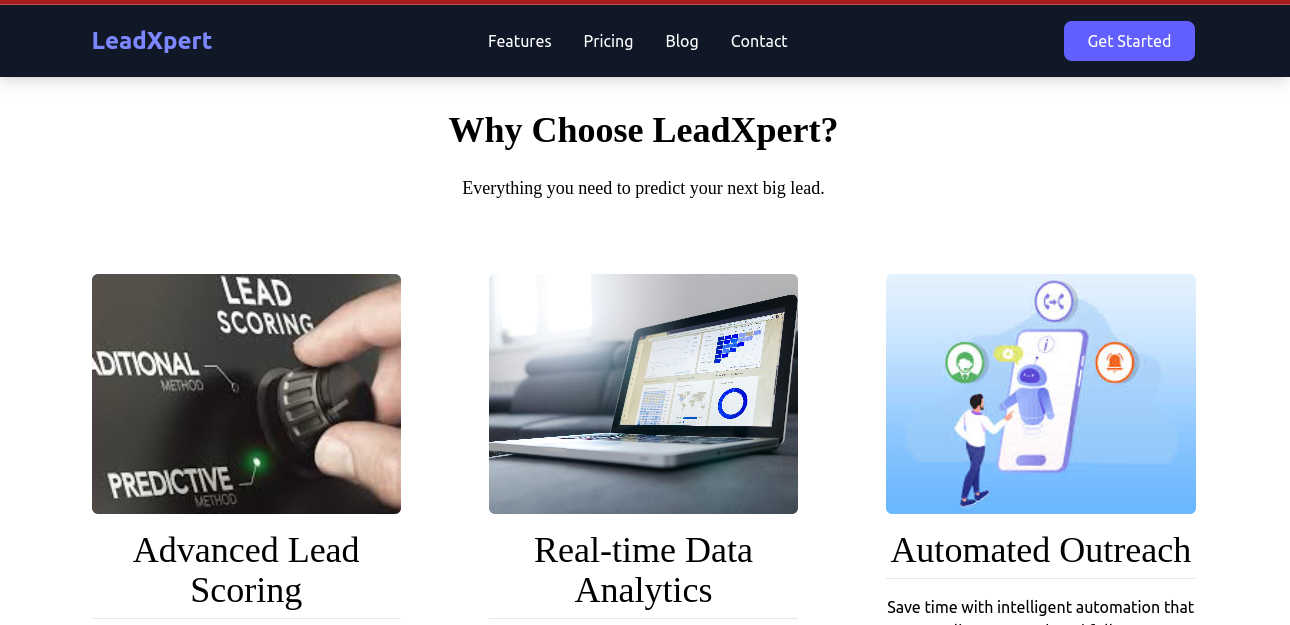 LeadXpert
Features
Pricing
Blog
Contact
Get Started
Why Choose LeadXpert?
Everything you need to predict your next big lead.
LEAD
SCORING
ADITIONAL
METHOD
PREDICTIVE
METHOD
Advanced Lead
Scoring
Real-time Data
Analytics
Automated Outreach
Save time with intelligent automation that